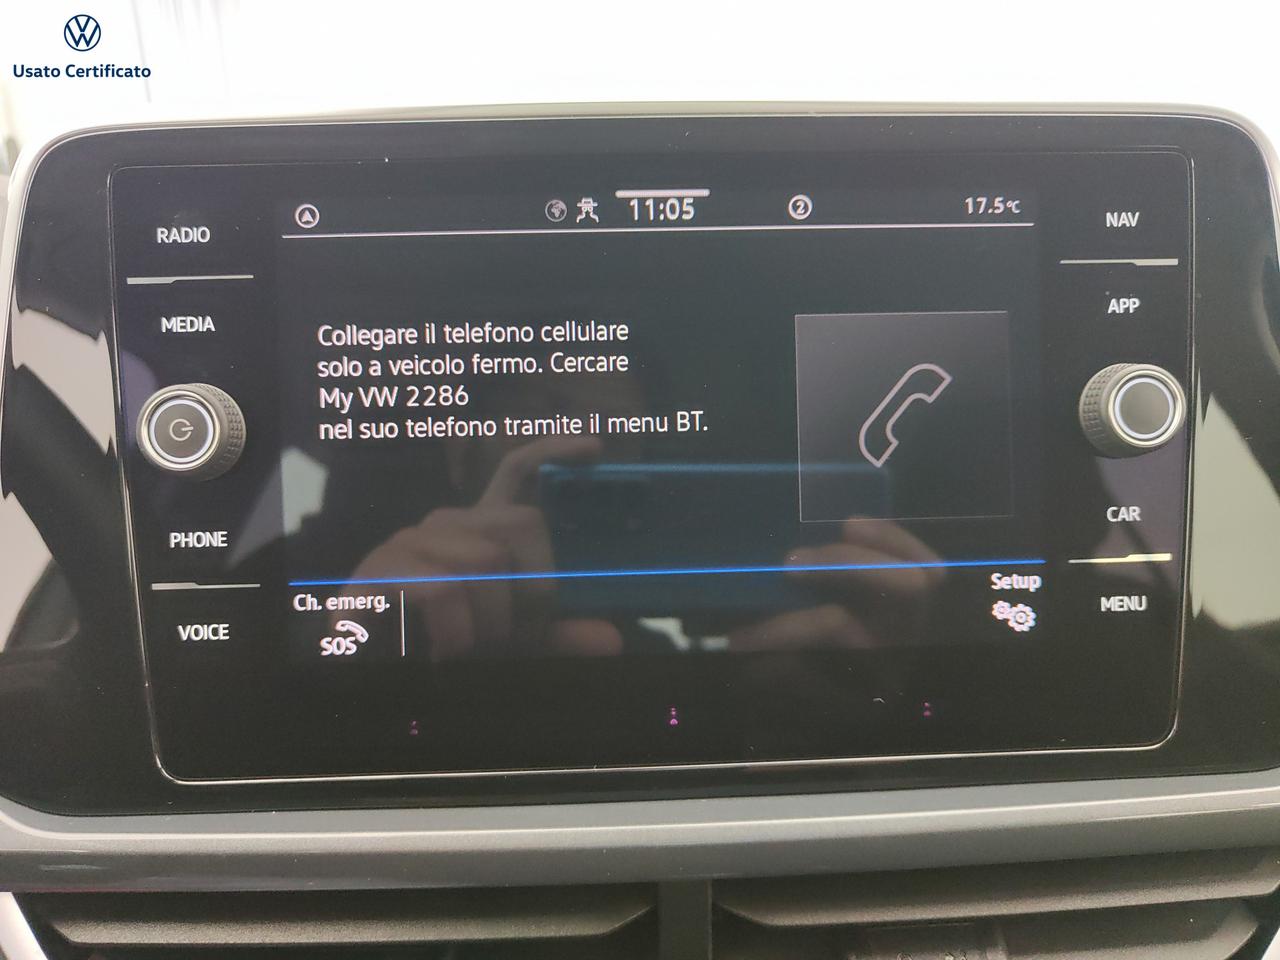 Usato Certificato
RADIO
MEDIA
PHONE
VOICE
11:05
2
17.5°C
Collegare il telefono cellulare
solo a veicolo fermo. Cercare
My VW 2286
nel suo telefono tramite il menu BT.
Ch. emerg.
SOS
Setup
NAV
APP
CAR
MENU